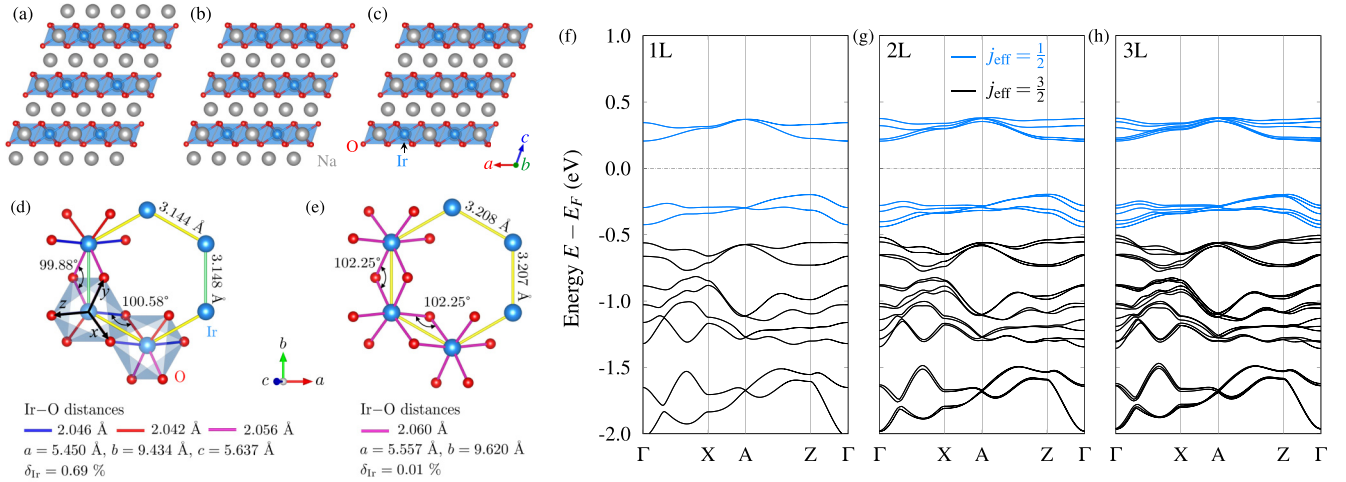 (a)
(b)
(c)
O
Ir
Na
c
a
b
(d)
3.144 Å
3.148 Å
99.88°
100.58°
z
y
x
Ir
O
b
c
a
Ir−O distances
2.046 Å 2.042 Å 2.056 Å
a = 5.450 Å, b = 9.434 Å, c = 5.637 Å
δIr = 0.69 %
(e)
3.208 Å
3.207 Å
102.25°
102.25°
Ir−O distances
2.060 Å
a = 5.557 Å, b = 9.620 Å
δIr = 0.01 %
(f)
1L
Energy E − EF (eV)
1.0
0.5
0.0
-0.5
-1.0
-1.5
-2.0
Γ X A Z Γ
(g)
2L
jeff = 1/2
jeff = 3/2
Γ X A Z Γ
(h)
3L
Γ X A Z Γ